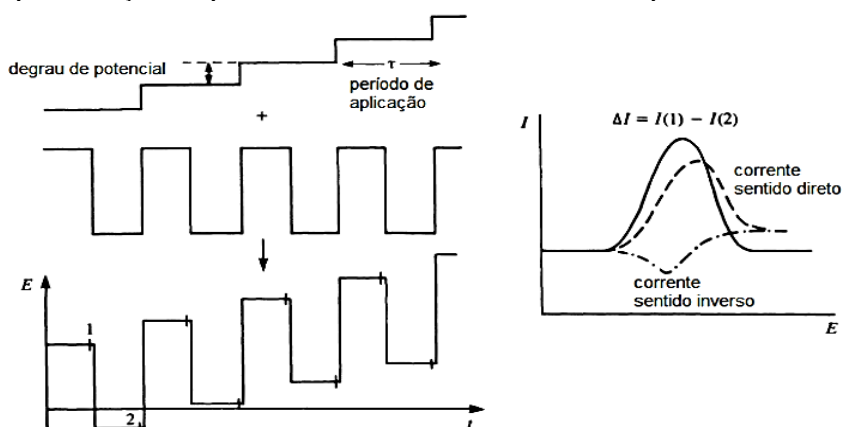 degrau de potencial
τ
período de
aplicação
+
E
1
2
t
I
ΔI = I(1) − I(2)
corrente
sentido direto
corrente
sentido inverso
E